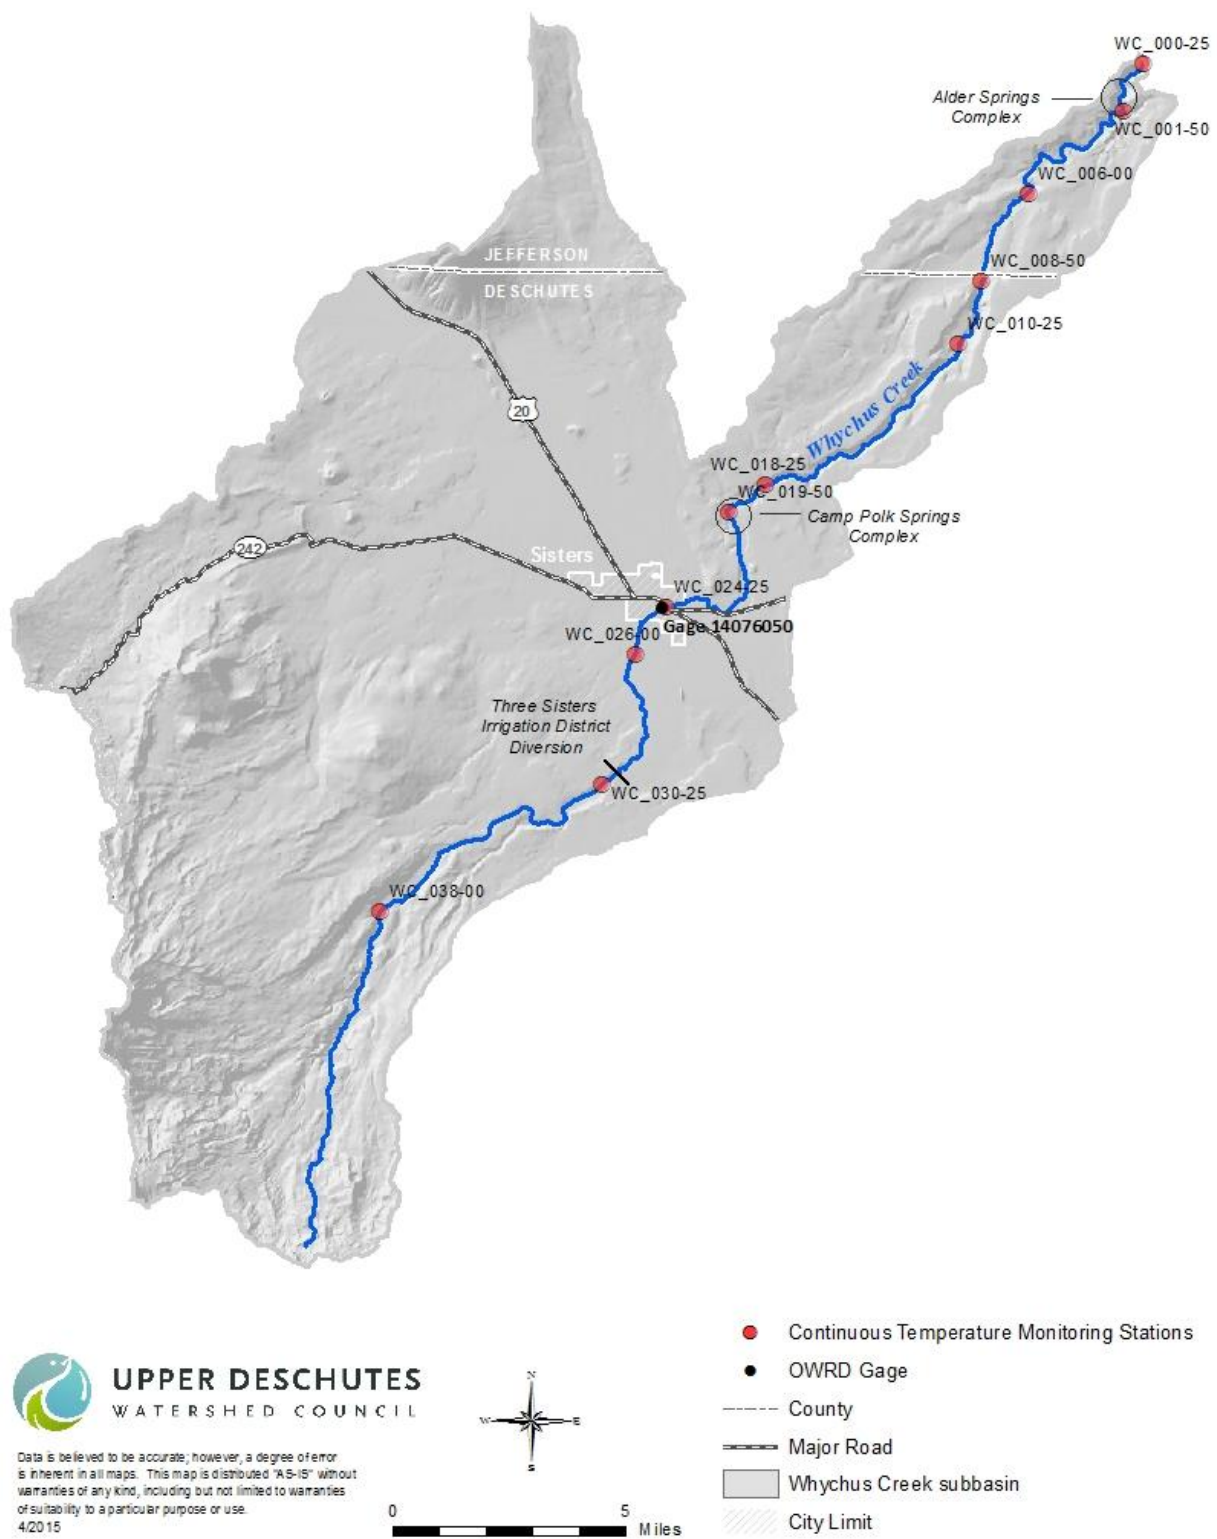 WC_000-25
Alder Springs
Complex
WC_001-50
WC_006-00
JEFFERSON
DESCHUTES
WC_008-50
WC_010-25
20
Whychus Creek
WC_018-25
WC_019-50
Camp Polk Springs
Complex
242
Sisters
WC_024-25
Gage 14076050
WC_026-00
Three Sisters
Irrigation District
Diversion
WC_030-25
WC_038-00
UPPER DESCHUTES
WATERSHED COUNCIL
Data is believed to be accurate; however, a degree of error
is inherent in all maps. This map is distributed "AS-IS" without
warranties of any kind, including but not limited to warranties
of suitability to a particular purpose or use.
4/2015
N
W
E
S
0
5
Miles
Continuous Temperature Monitoring Stations
OWRD Gage
County
Major Road
Whychus Creek subbasin
City Limit